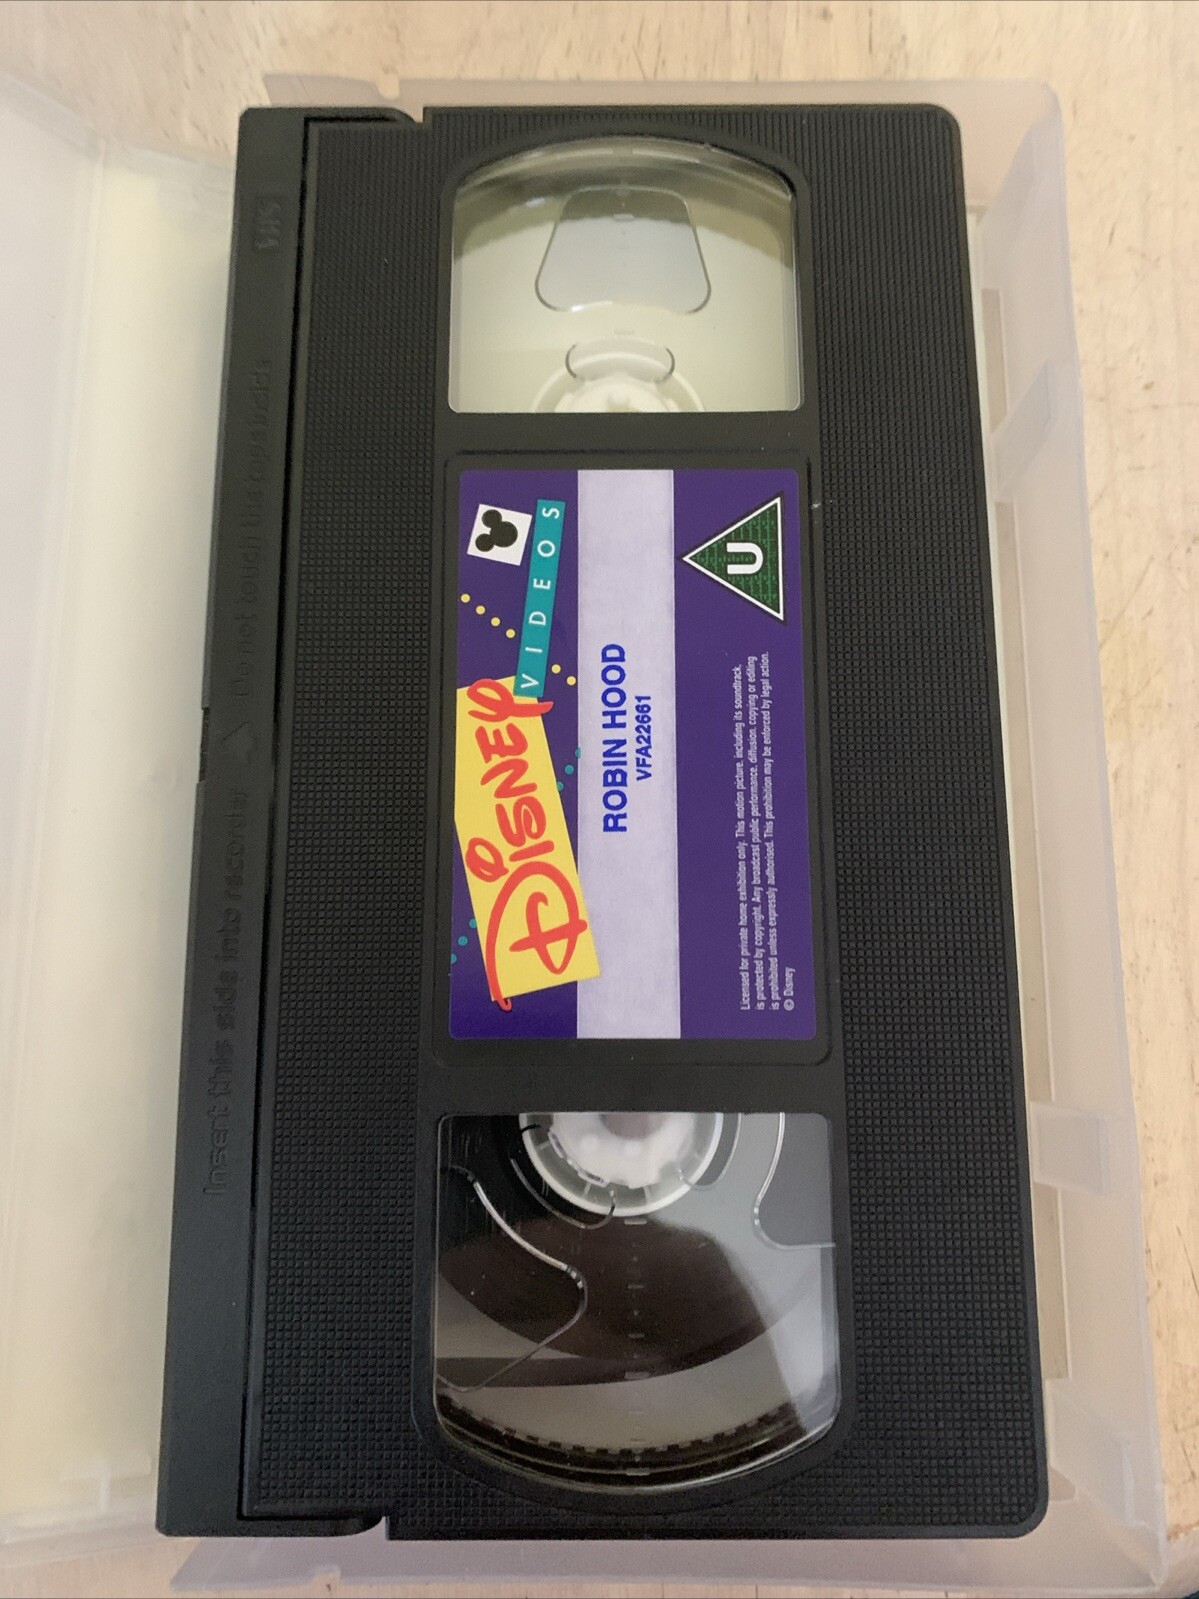 Disney
VIDEOS
ROBIN HOOD
VFA22661
U
Licensed for private home exhibition only. This motion picture, including its soundtrack,
is protected by copyright. Any broadcast public performance, diffusion, copying or editing
is prohibited unless expressly authorised. This prohibition may be enforced by legal action.
© Disney
Insert this side into recorder
Do not touch the tape inside
VHS